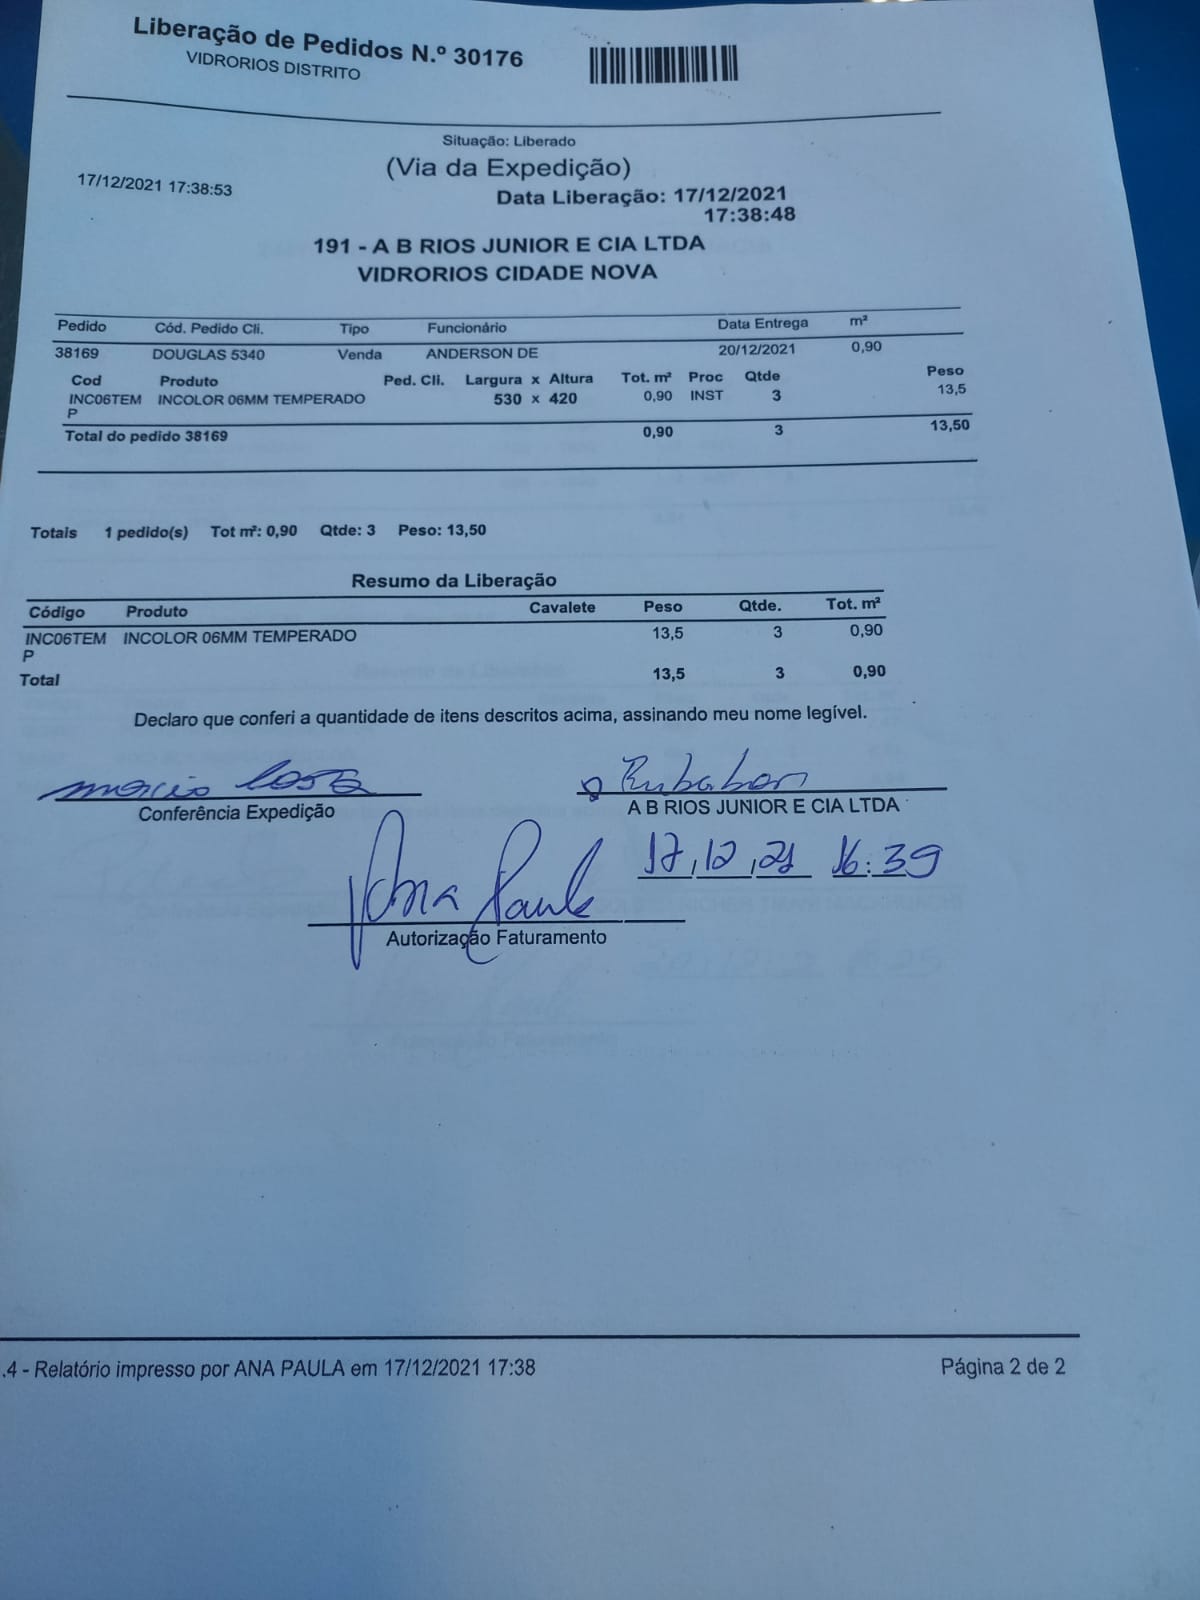 Liberação de Pedidos N.º 30176
VIDRORIOS DISTRITO
Situação: Liberado
(Via da Expedição)
17/12/2021 17:38:53
Data Liberação: 17/12/2021
17:38:48
191 - A B RIOS JUNIOR E CIA LTDA
VIDRORIOS CIDADE NOVA
Pedido Cód. Pedido Cli. Tipo Funcionário Data Entrega m²
38169 DOUGLAS 5340 Venda ANDERSON DE 20/12/2021 0,90
Cod Produto Ped. Cli. Largura x Altura Tot. m² Proc Qtde Peso
INC06TEM INCOLOR 06MM TEMPERADO 530 x 420 0,90 INST 3 13,5
P
Total do pedido 38169 0,90 3 13,50
Totais 1 pedido(s) Tot m²: 0,90 Qtde: 3 Peso: 13,50
Resumo da Liberação
Código Produto Cavalete Peso Qtde. Tot. m²
INC06TEM INCOLOR 06MM TEMPERADO 13,5 3 0,90
P
Total 13,5 3 0,90
Declaro que conferi a quantidade de itens descritos acima, assinando meu nome legível.
marcio Costa
Conferência Expedição A B RIOS JUNIOR E CIA LTDA
17,12,21 16:39
Ana Paula
Autorização Faturamento
.4 - Relatório impresso por ANA PAULA em 17/12/2021 17:38 Página 2 de 2